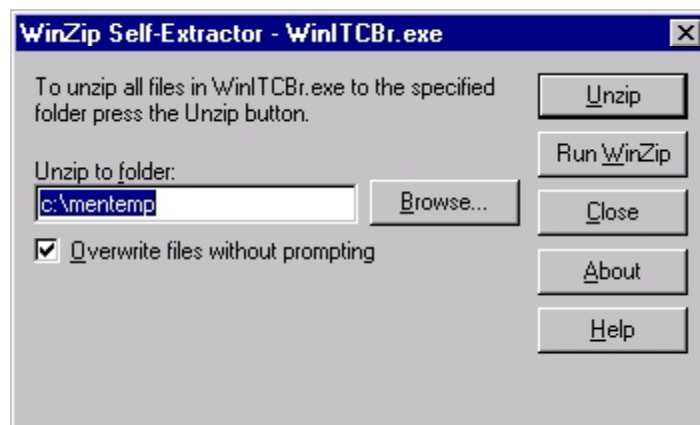 WinZip Self-Extractor - WinITCBr.exe
To unzip all files in WinITCBr.exe to the specified
folder press the Unzip button.
Unzip to folder:
c:\mentemp
Browse...
Overwrite files without prompting
Unzip
Run WinZip
Close
About
Help